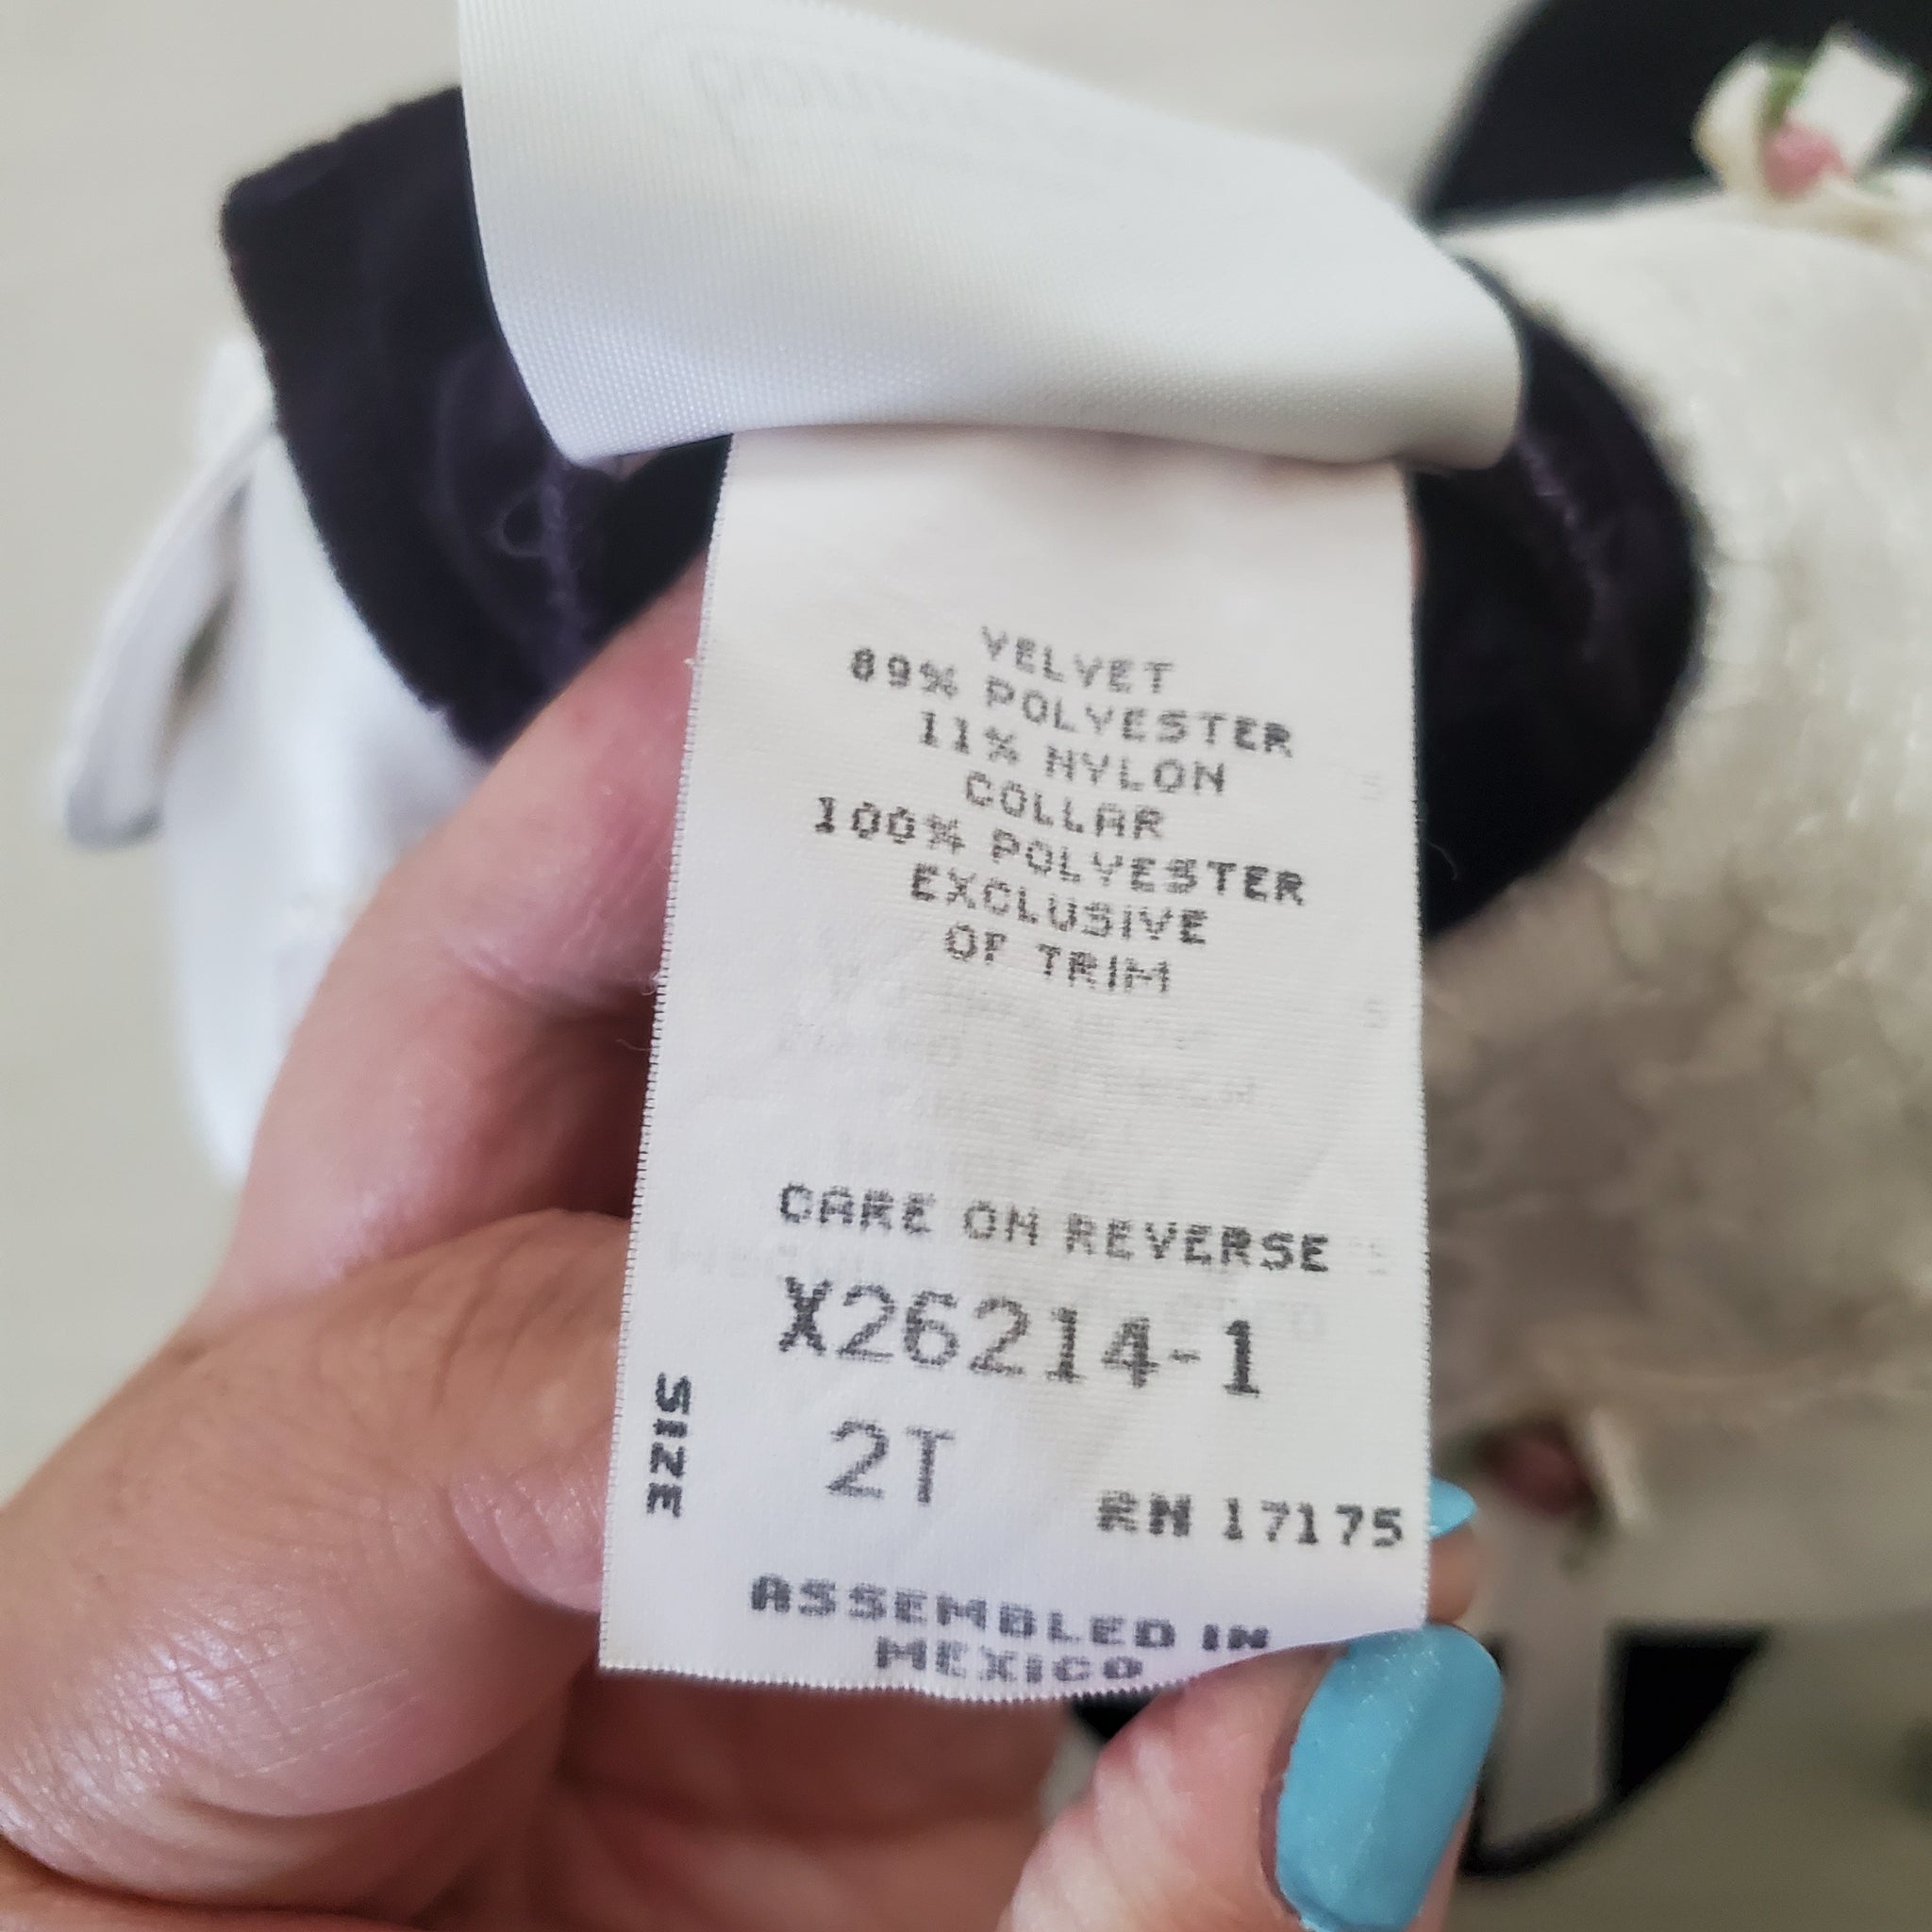 VELVET
89% POLYESTER
11% NYLON
COLLAR
100% POLYESTER
EXCLUSIVE
OF TRIM
CARE ON REVERSE
X26214-1
SIZE
2T
RN 17175
ASSEMBLED IN
MEXICO